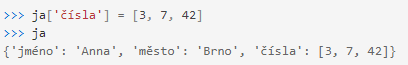 >>> ja['čísla'] = [3, 7, 42]
>>> ja
{'jméno': 'Anna', 'město': 'Brno', 'čísla': [3, 7, 42]}